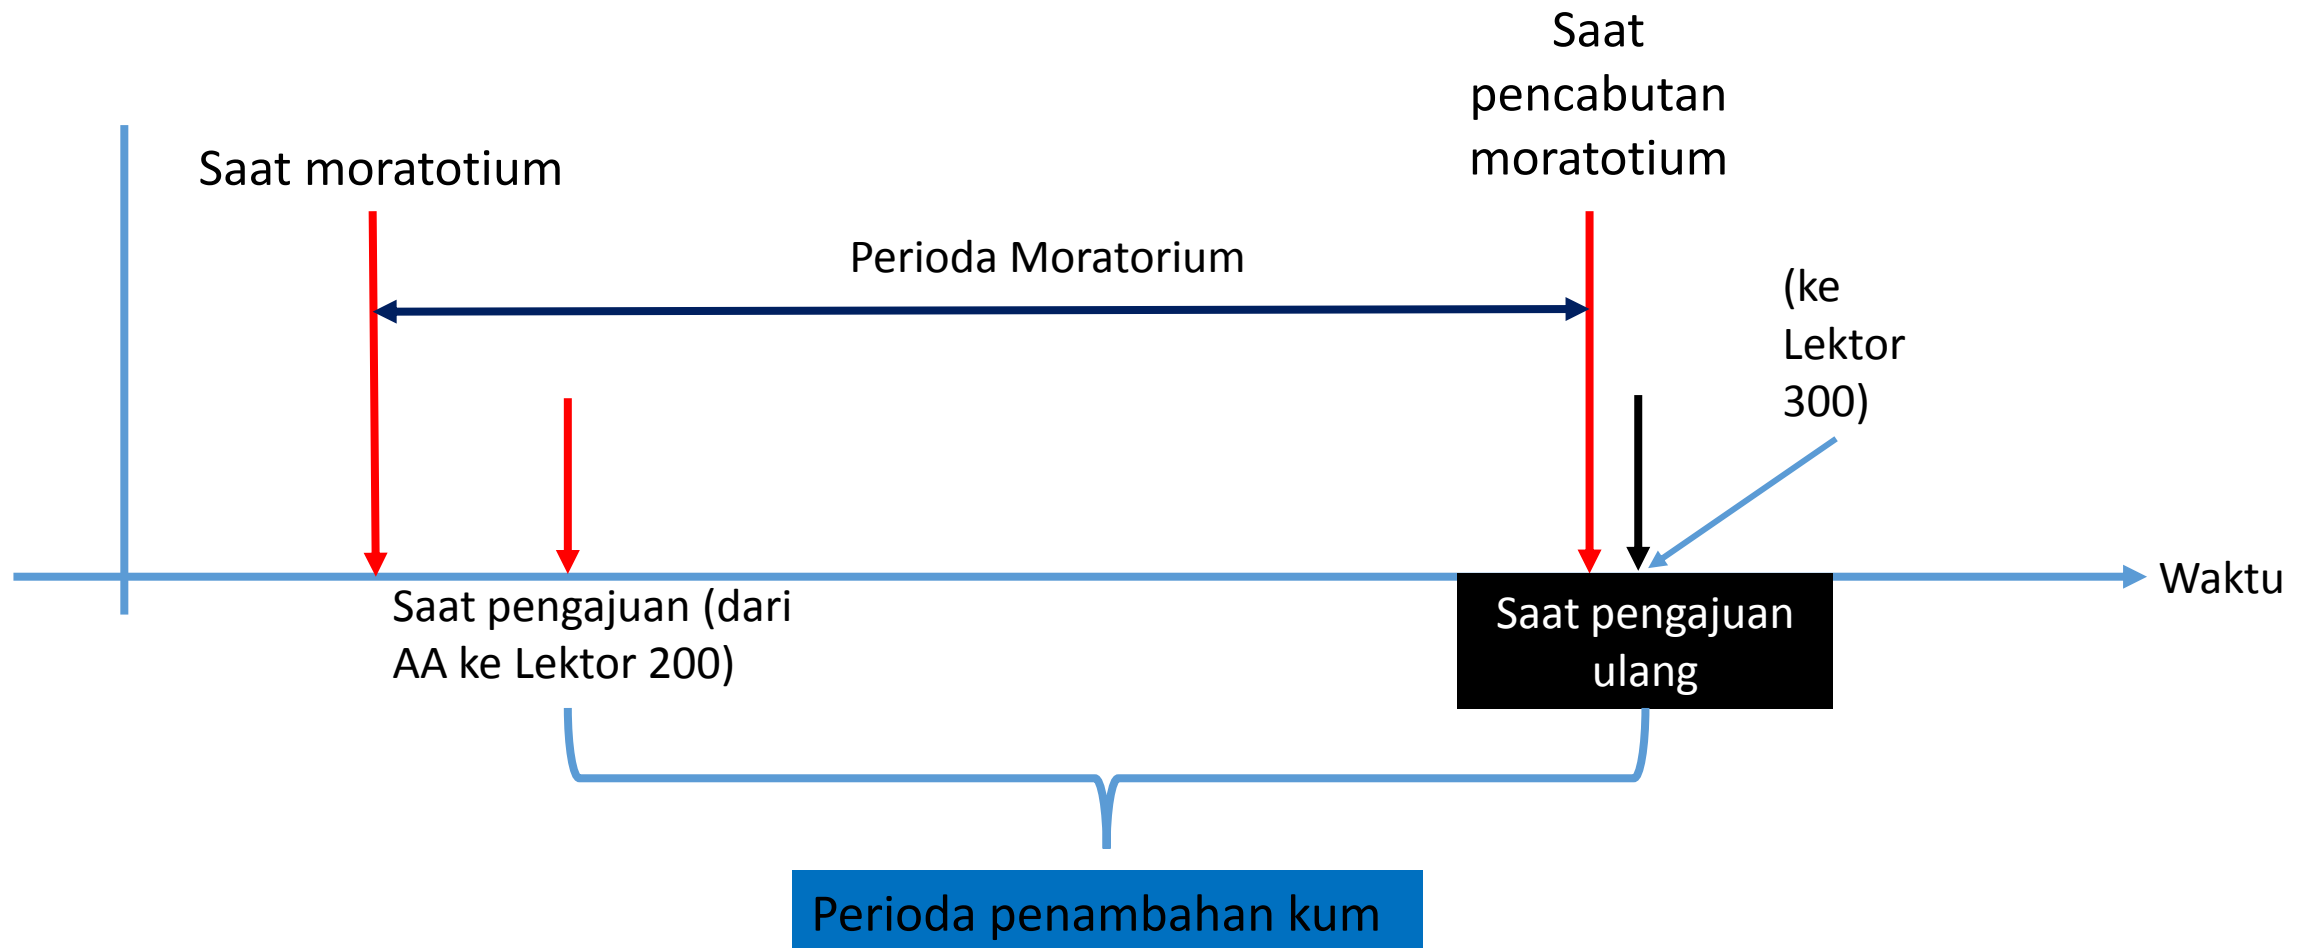 Saat
pencabutan
moratotium
Saat moratotium
Perioda Moratorium
(ke
Lektor
300)
Waktu
Saat pengajuan (dari
AA ke Lektor 200)
Saat pengajuan
ulang
Perioda penambahan kum